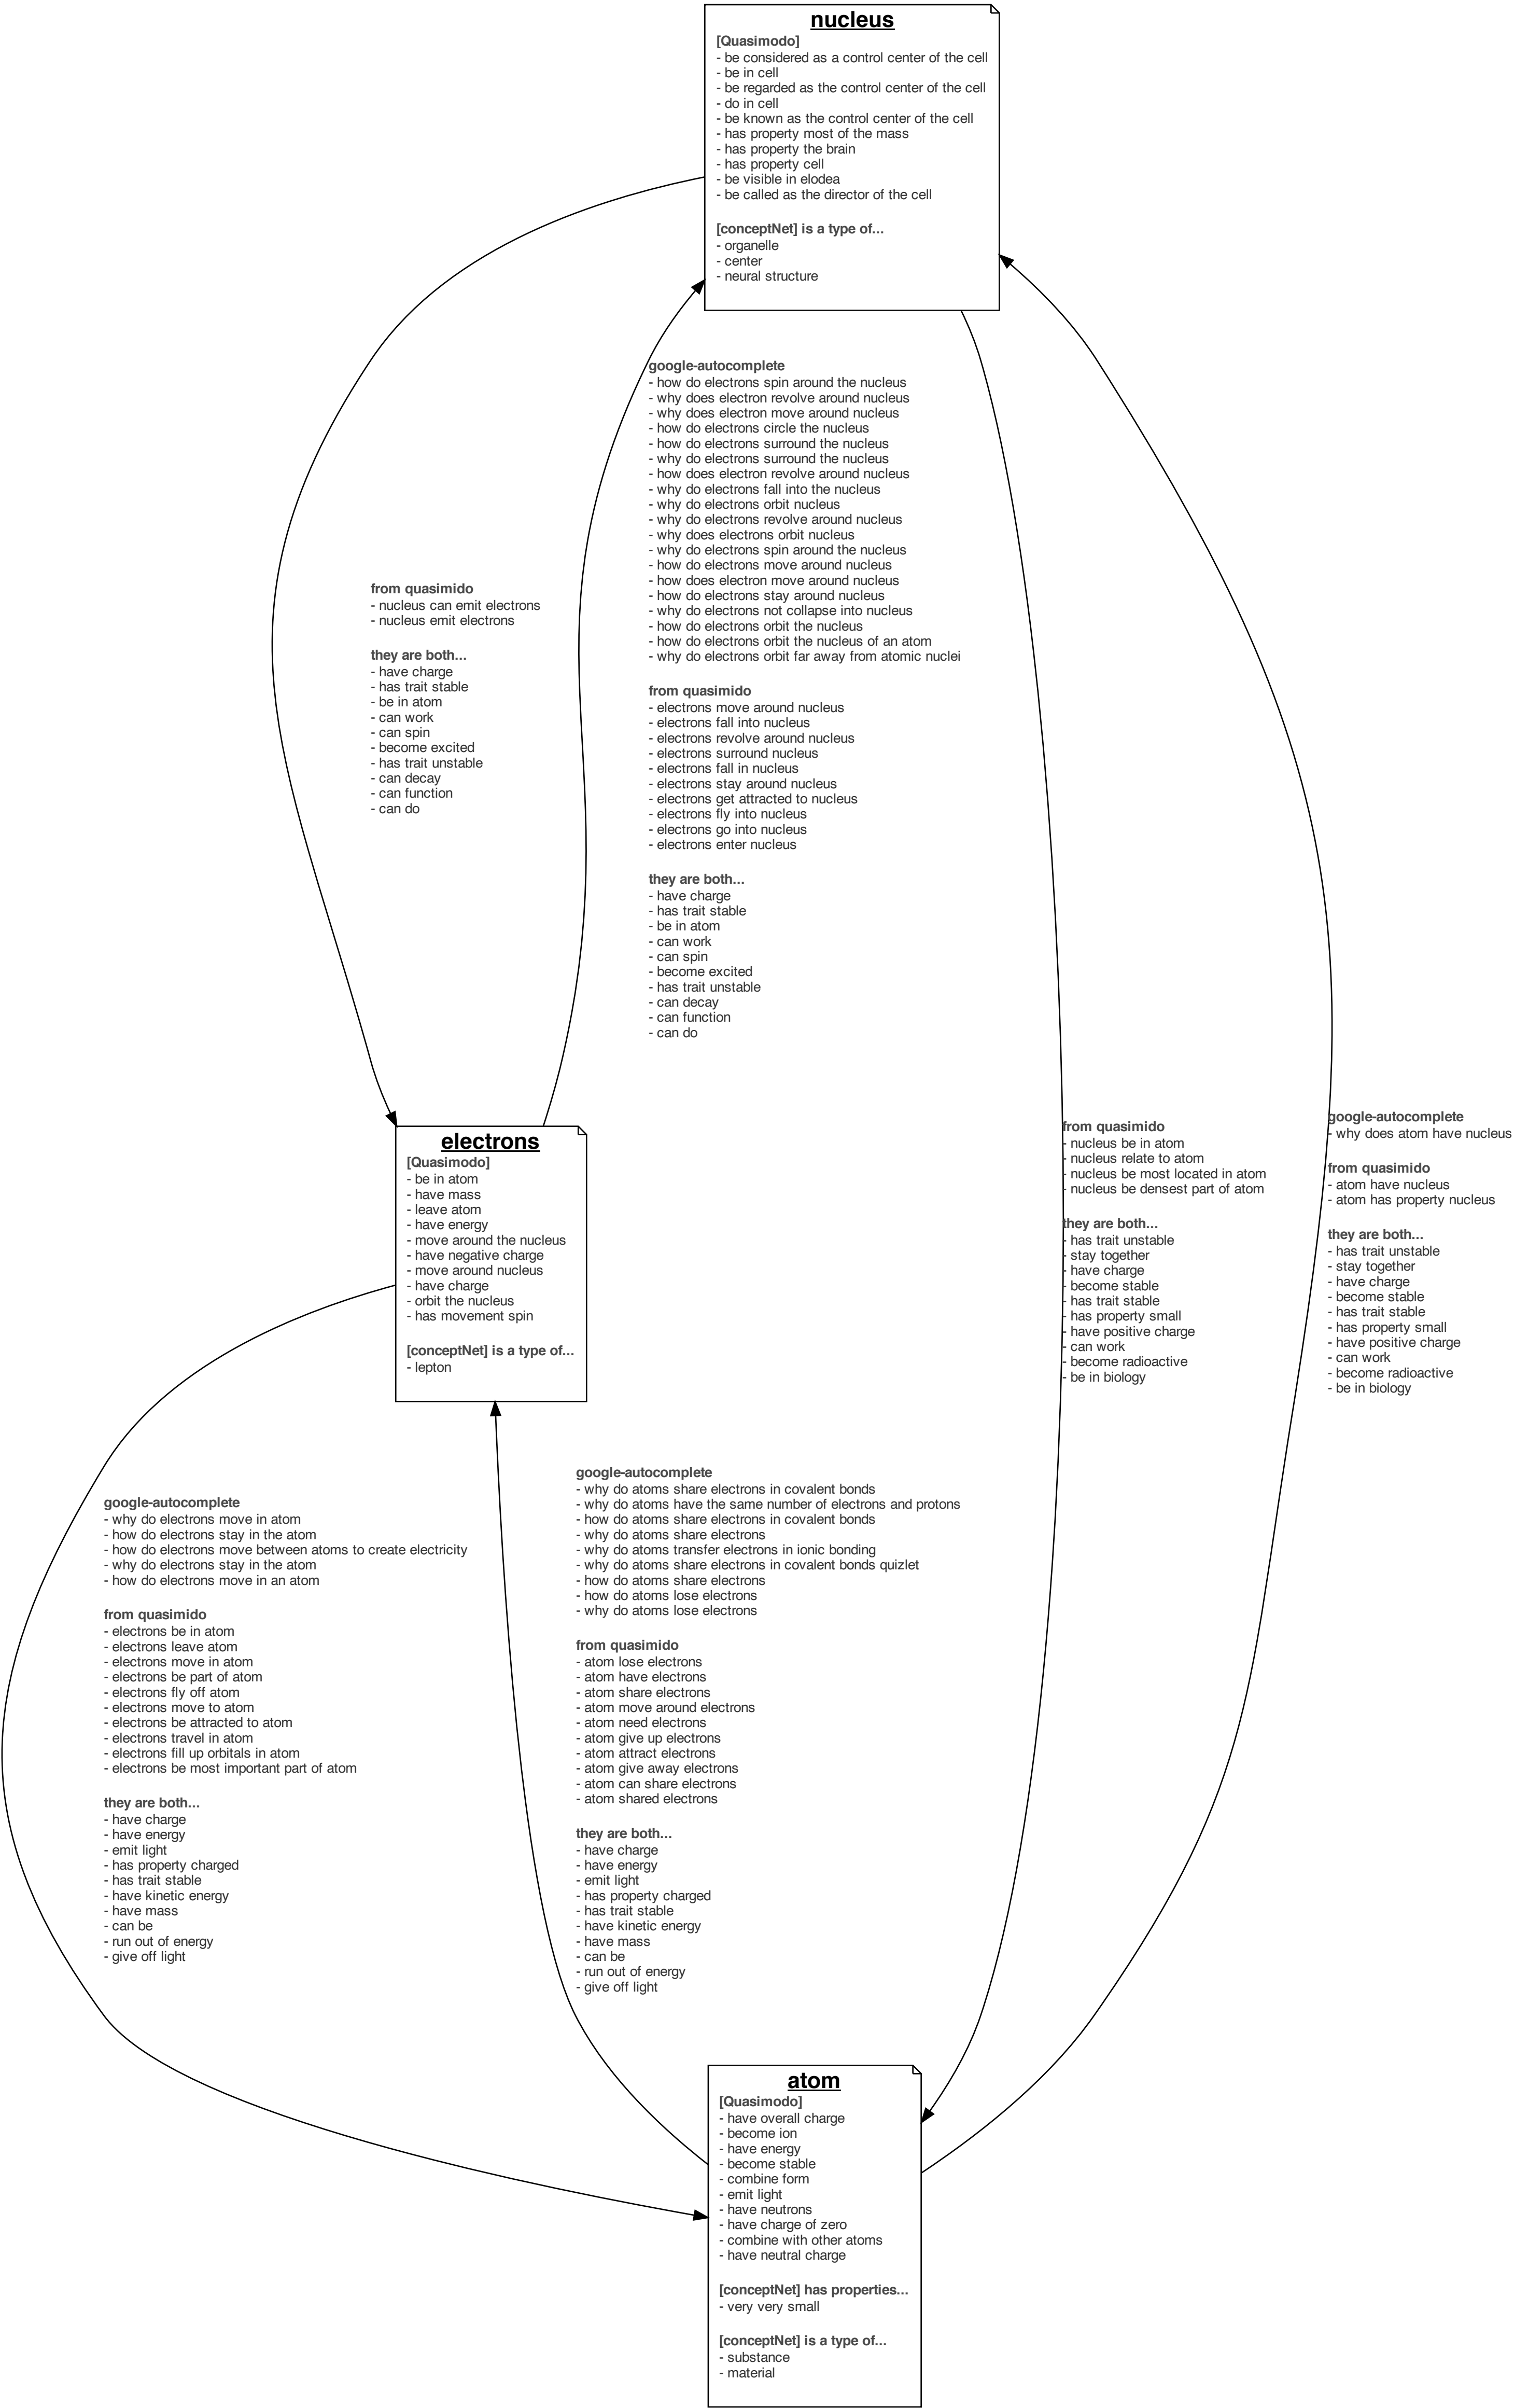 nucleus
[Quasimodo]
- be considered as a control center of the cell
- be in cell
- be regarded as the control center of the cell
- do in cell
- be known as the control center of the cell
- has property most of the mass
- has property the brain
- has property cell
- be visible in elodea
- be called as the director of the cell
[conceptNet] is a type of...
- organelle
- center
- neural structure
google-autocomplete
- how do electrons spin around the nucleus
- why does electron revolve around nucleus
- why does electron move around nucleus
- how do electrons circle the nucleus
- how do electrons surround the nucleus
- why do electrons surround the nucleus
- how does electron revolve around nucleus
- why do electrons fall into the nucleus
- why do electrons orbit nucleus
- why do electrons revolve around nucleus
- why does electrons orbit nucleus
- why do electrons spin around the nucleus
- how do electrons move around nucleus
- how does electron move around nucleus
- how do electrons stay around nucleus
- why do electrons not collapse into nucleus
- how do electrons orbit the nucleus
- how do electrons orbit the nucleus of an atom
- why do electrons orbit far away from atomic nuclei
from quasimido
- electrons move around nucleus
- electrons fall into nucleus
- electrons revolve around nucleus
- electrons surround nucleus
- electrons fall in nucleus
- electrons stay around nucleus
- electrons get attracted to nucleus
- electrons fly into nucleus
- electrons go into nucleus
- electrons enter nucleus
they are both...
- have charge
- has trait stable
- be in atom
- can work
- can spin
- become excited
- has trait unstable
- can decay
- can function
- can do
from quasimido
- nucleus can emit electrons
- nucleus emit electrons
they are both...
- have charge
- has trait stable
- be in atom
- can work
- can spin
- become excited
- has trait unstable
- can decay
- can function
- can do
electrons
[Quasimodo]
- be in atom
- have mass
- leave atom
- have energy
- move around the nucleus
- have negative charge
- move around nucleus
- have charge
- orbit the nucleus
- has movement spin
[conceptNet] is a type of...
- lepton
from quasimido
- nucleus be in atom
- nucleus relate to atom
- nucleus be most located in atom
- nucleus be densest part of atom
they are both...
- has trait unstable
- stay together
- have charge
- become stable
- has trait stable
- has property small
- have positive charge
- can work
- become radioactive
- be in biology
google-autocomplete
- why does atom have nucleus
from quasimido
- atom have nucleus
- atom has property nucleus
they are both...
- has trait unstable
- stay together
- have charge
- become stable
- has trait stable
- has property small
- have positive charge
- can work
- become radioactive
- be in biology
google-autocomplete
- why do electrons move in atom
- how do electrons stay in the atom
- how do electrons move between atoms to create electricity
- why do electrons stay in the atom
- how do electrons move in an atom
from quasimido
- electrons be in atom
- electrons leave atom
- electrons move in atom
- electrons be part of atom
- electrons fly off atom
- electrons move to atom
- electrons be attracted to atom
- electrons travel in atom
- electrons fill up orbitals in atom
- electrons be most important part of atom
they are both...
- have charge
- have energy
- emit light
- has property charged
- has trait stable
- have kinetic energy
- have mass
- can be
- run out of energy
- give off light
google-autocomplete
- why do atoms share electrons in covalent bonds
- why do atoms have the same number of electrons and protons
- how do atoms share electrons in covalent bonds
- why do atoms share electrons
- why do atoms transfer electrons in ionic bonding
- why do atoms share electrons in covalent bonds quizlet
- how do atoms share electrons
- how do atoms lose electrons
- why do atoms lose electrons
from quasimido
- atom lose electrons
- atom have electrons
- atom share electrons
- atom move around electrons
- atom need electrons
- atom give up electrons
- atom attract electrons
- atom give away electrons
- atom can share electrons
- atom shared electrons
they are both...
- have charge
- have energy
- emit light
- has property charged
- has trait stable
- have kinetic energy
- have mass
- can be
- run out of energy
- give off light
atom
[Quasimodo]
- have overall charge
- become ion
- have energy
- become stable
- combine form
- emit light
- have neutrons
- have charge of zero
- combine with other atoms
- have neutral charge
[conceptNet] has properties...
- very very small
[conceptNet] is a type of...
- substance
- material